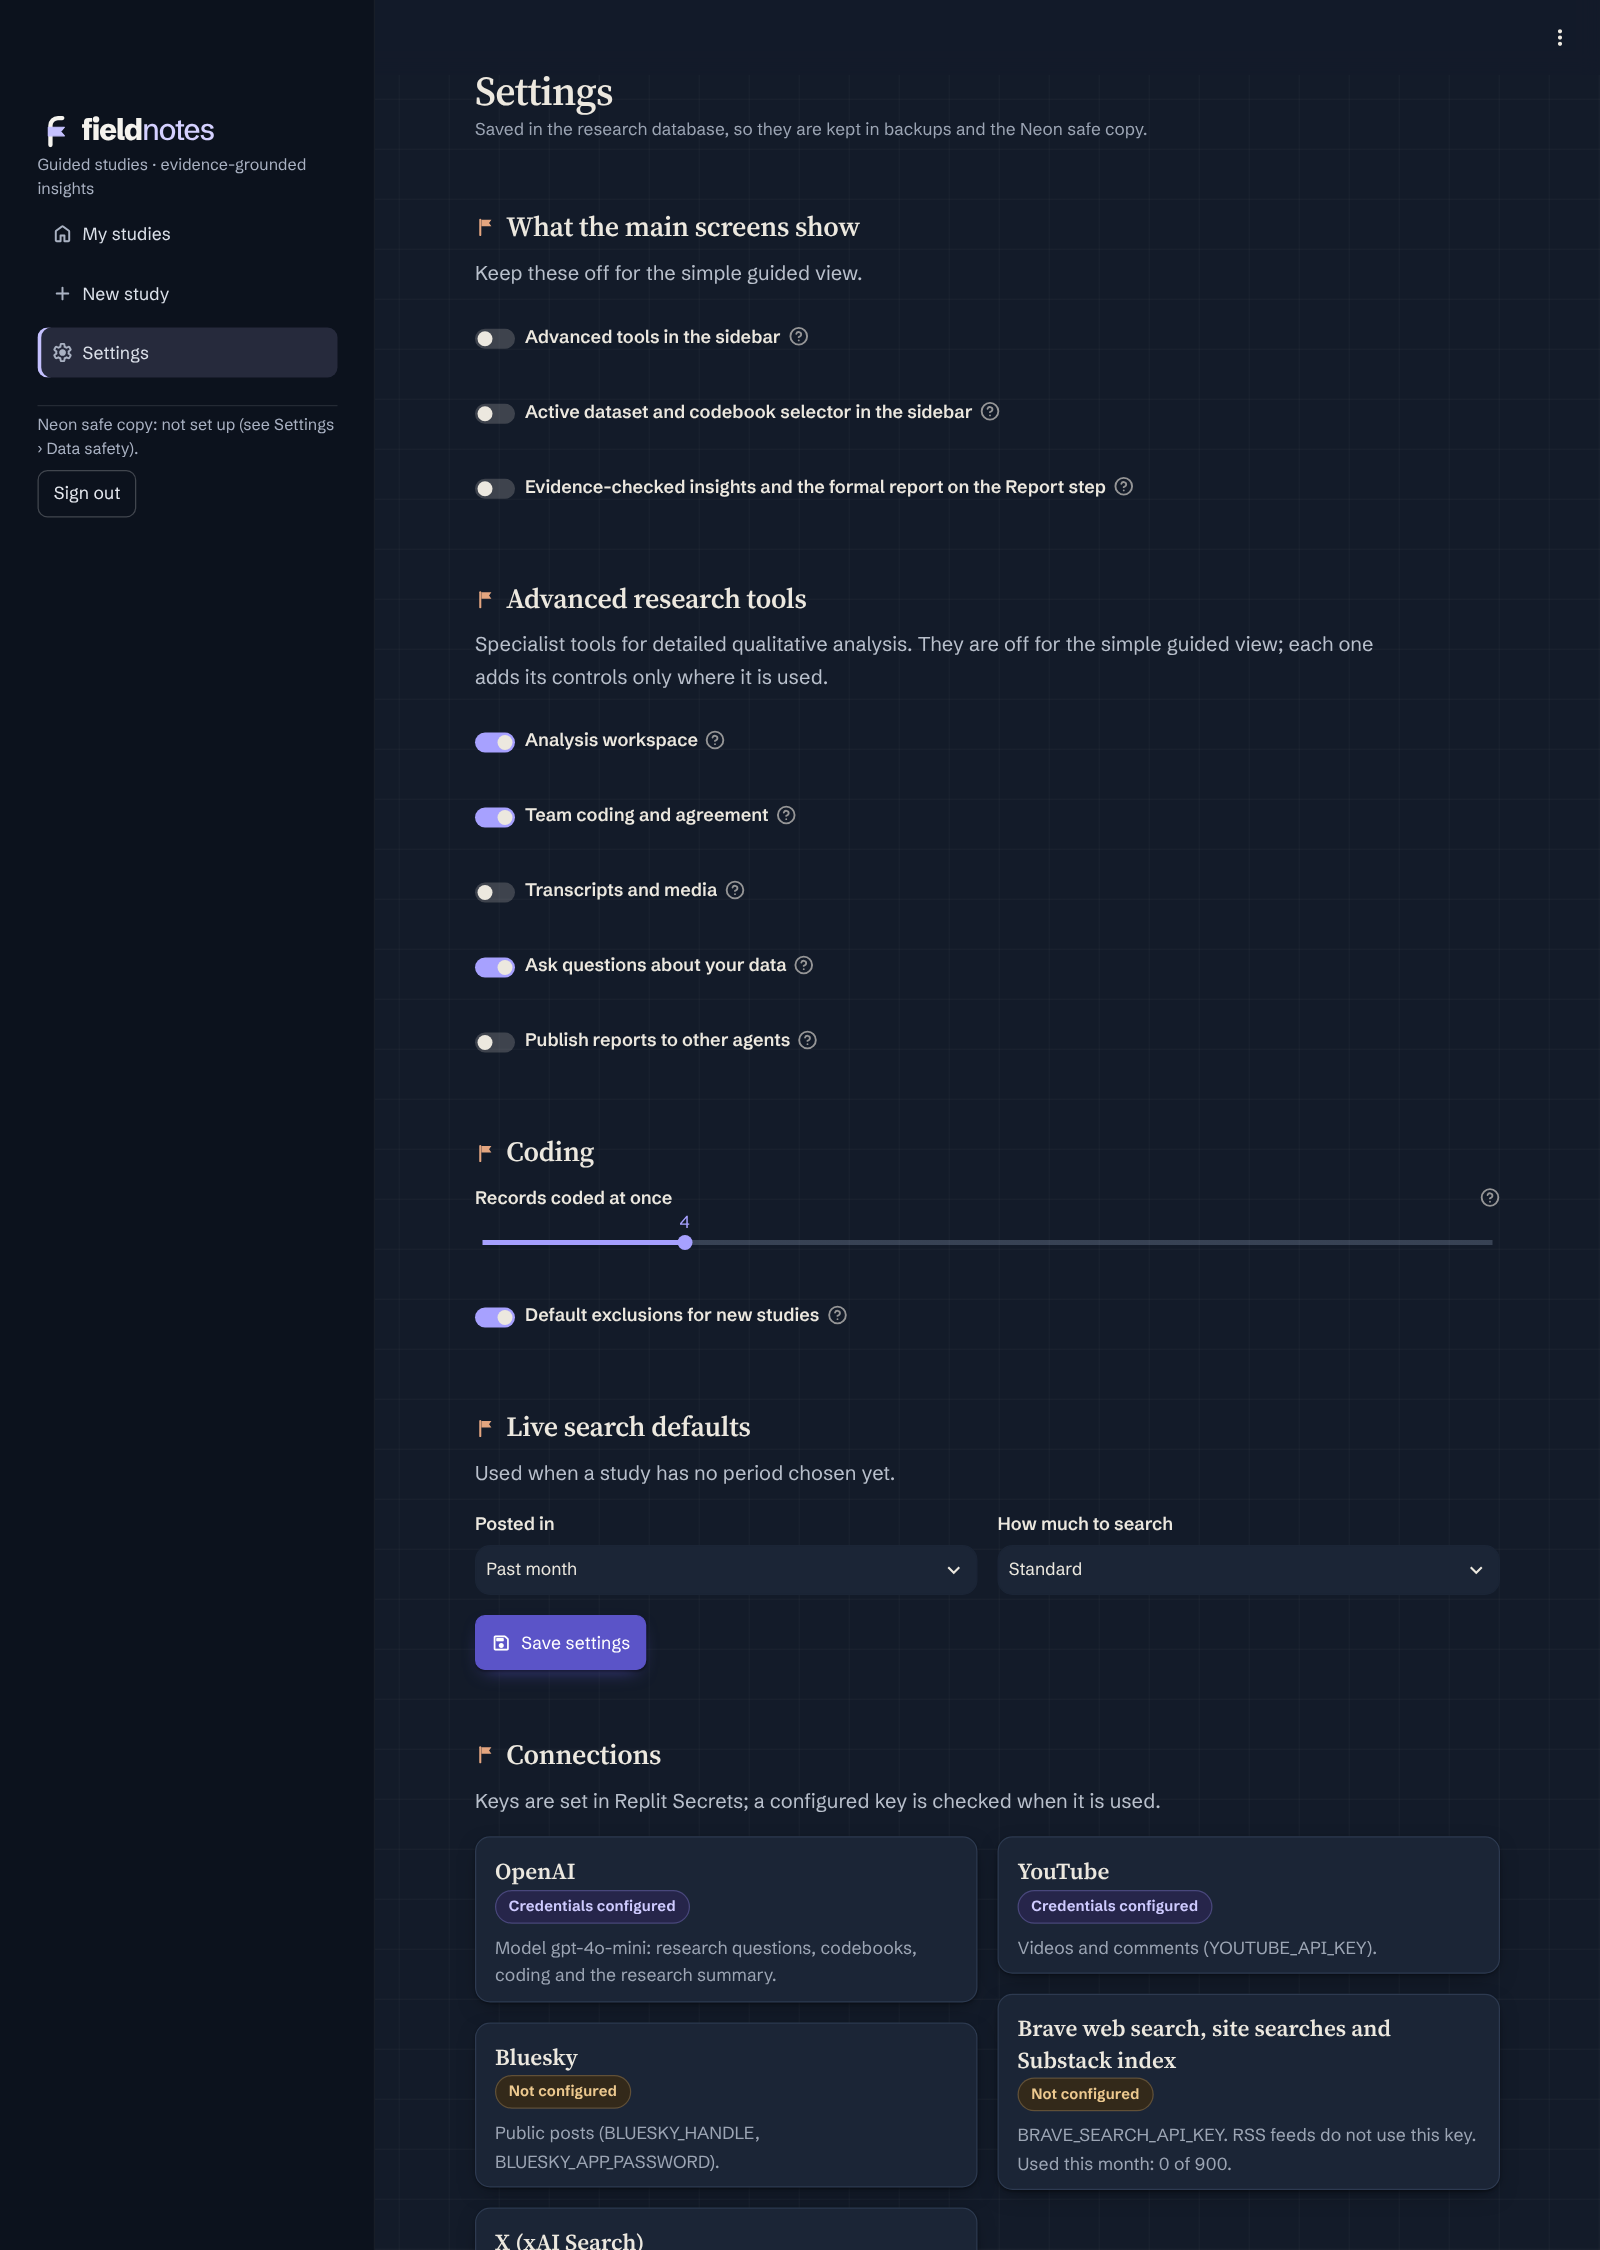 fieldnotes
Guided studies · evidence-grounded
insights
My studies
New study
Settings
Neon safe copy: not set up (see Settings
› Data safety).
Sign out
Settings
Saved in the research database, so they are kept in backups and the Neon safe copy.
What the main screens show
Keep these off for the simple guided view.
Advanced tools in the sidebar
Active dataset and codebook selector in the sidebar
Evidence-checked insights and the formal report on the Report step
Advanced research tools
Specialist tools for detailed qualitative analysis. They are off for the simple guided view; each one
adds its controls only where it is used.
Analysis workspace
Team coding and agreement
Transcripts and media
Ask questions about your data
Publish reports to other agents
Coding
Records coded at once
4
Default exclusions for new studies
Live search defaults
Used when a study has no period chosen yet.
Posted in
Past month
How much to search
Standard
Save settings
Connections
Keys are set in Replit Secrets; a configured key is checked when it is used.
OpenAI
Credentials configured
Model gpt-4o-mini: research questions, codebooks,
coding and the research summary.
YouTube
Credentials configured
Videos and comments (YOUTUBE_API_KEY).
Bluesky
Not configured
Public posts (BLUESKY_HANDLE,
BLUESKY_APP_PASSWORD).
Brave web search, site searches and
Substack index
Not configured
BRAVE_SEARCH_API_KEY. RSS feeds do not use this key.
Used this month: 0 of 900.
X (xAI Search)